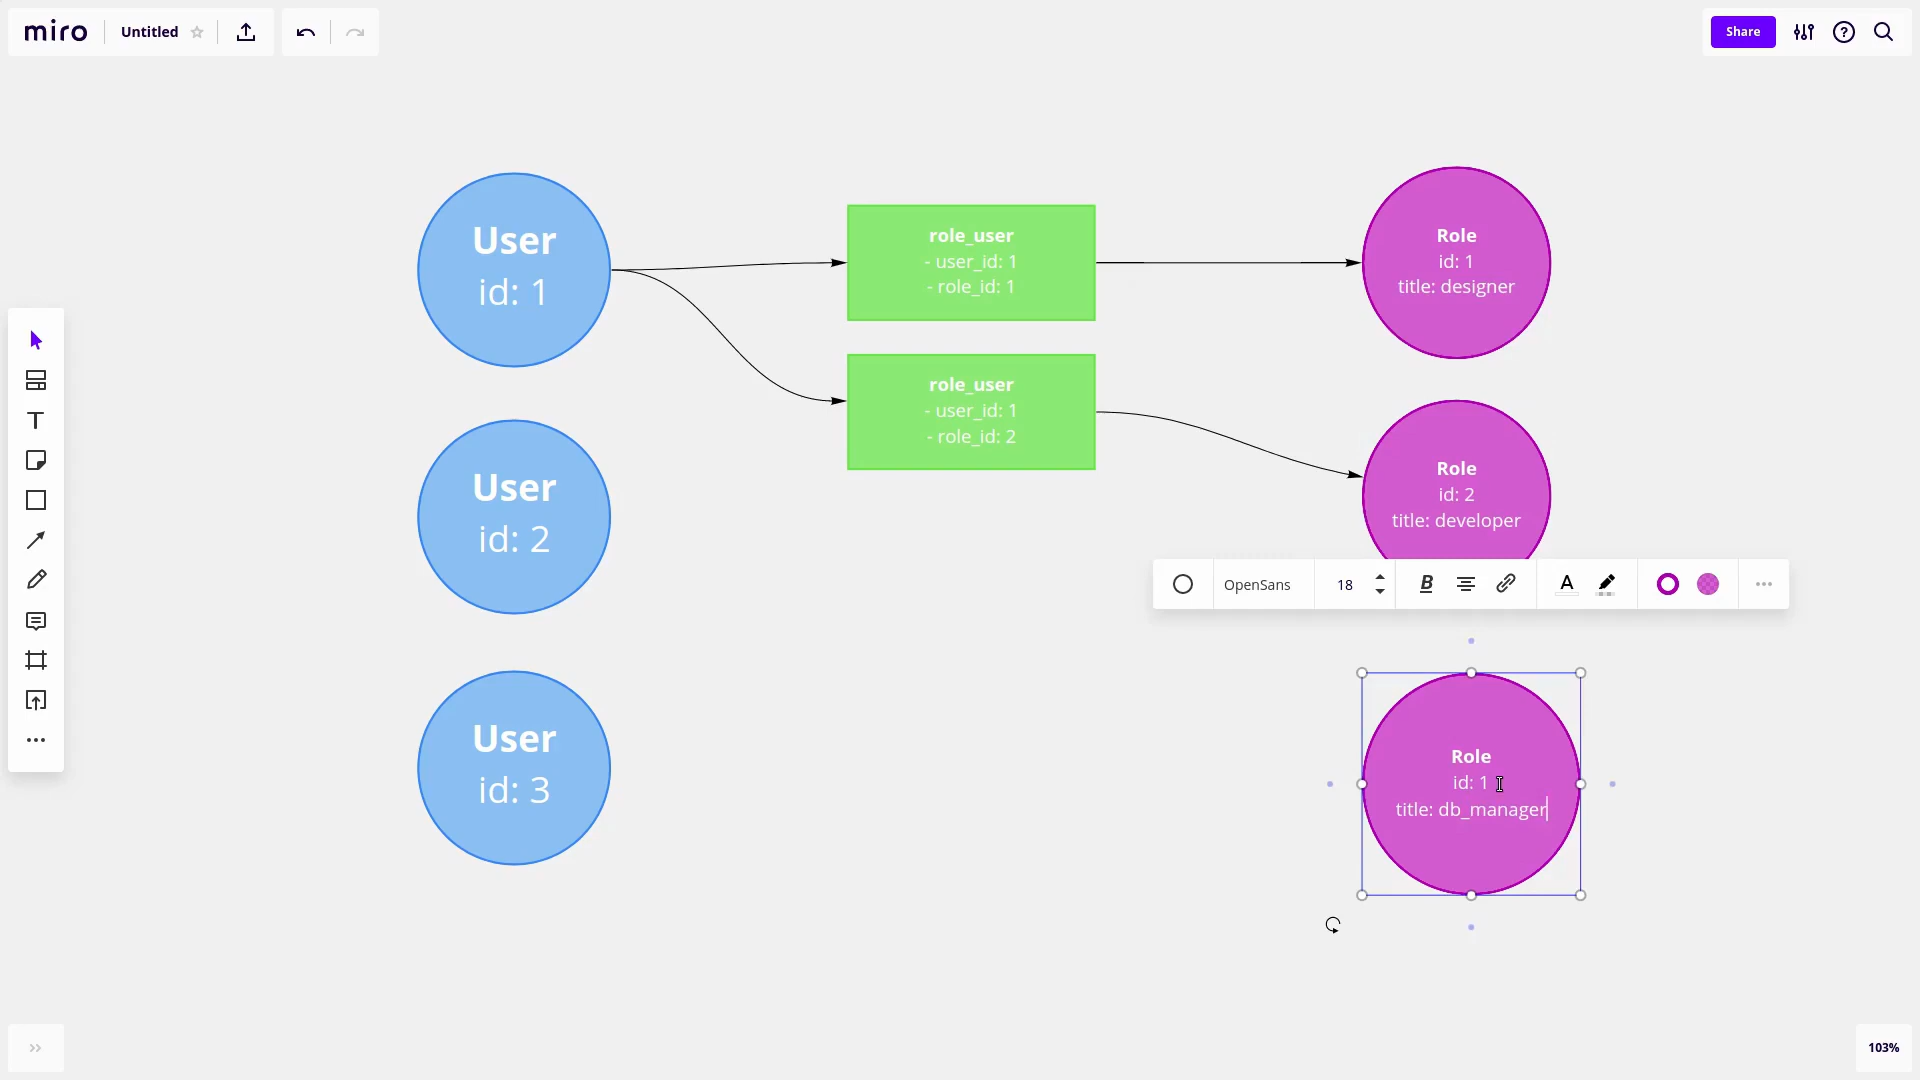 miro
Untitled
Share
User
id: 1
role_user
- user_id: 1
- role_id: 1
Role
id: 1
title: designer
role_user
- user_id: 1
- role_id: 2
User
id: 2
Role
id: 2
title: developer
OpenSans
18
B
A
User
id: 3
Role
id: 1
title: db_manager
103%